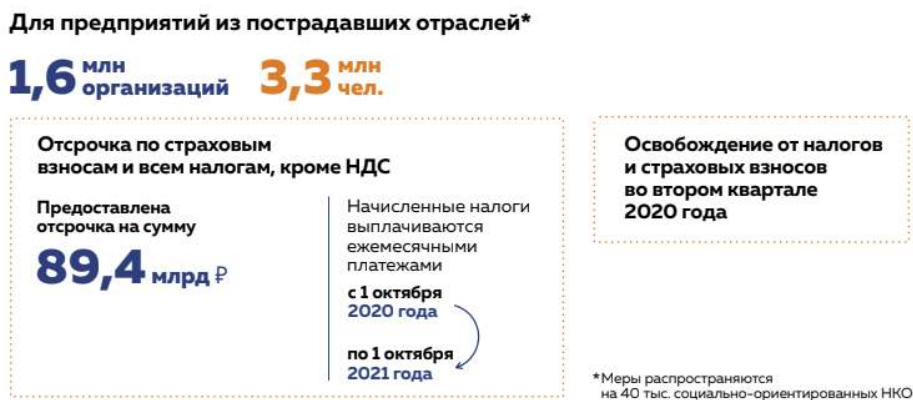 Для предприятий из пострадавших отраслей*
1,6 млн организаций 3,3 млн чел.
Отсрочка по страховым
взносам и всем налогам, кроме НДС
Предоставлена
отсрочка на сумму
89,4 млрд ₽
Начисленные налоги
выплачиваются
ежемесячными
платежами
с 1 октября
2020 года
по 1 октября
2021 года
Освобождение от налогов
и страховых взносов
во втором квартале
2020 года
*Меры распространяются
на 40 тыс. социально-ориентированных НКО